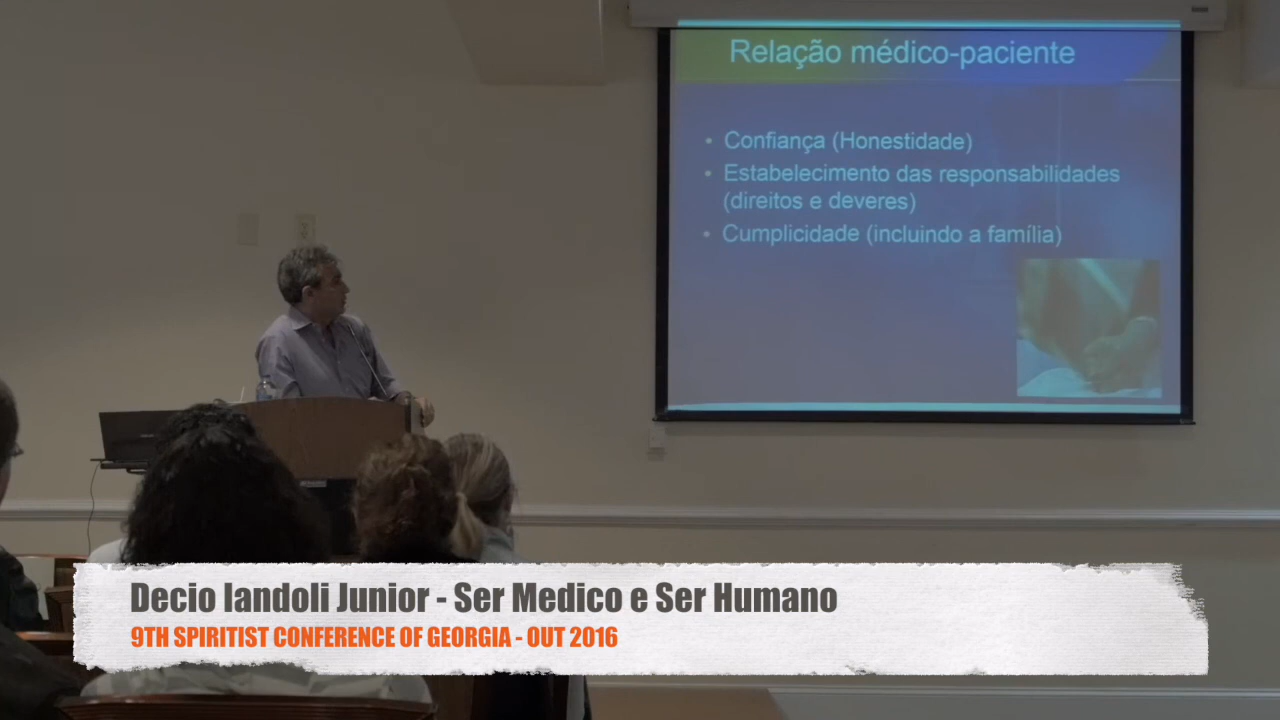 Relação médico-paciente
• Confiança (Honestidade)
• Estabelecimento das responsabilidades
(direitos e deveres)
• Cumplicidade (incluindo a família)
Decio Iandoli Junior - Ser Medico e Ser Humano
9TH SPIRITIST CONFERENCE OF GEORGIA - OUT 2016